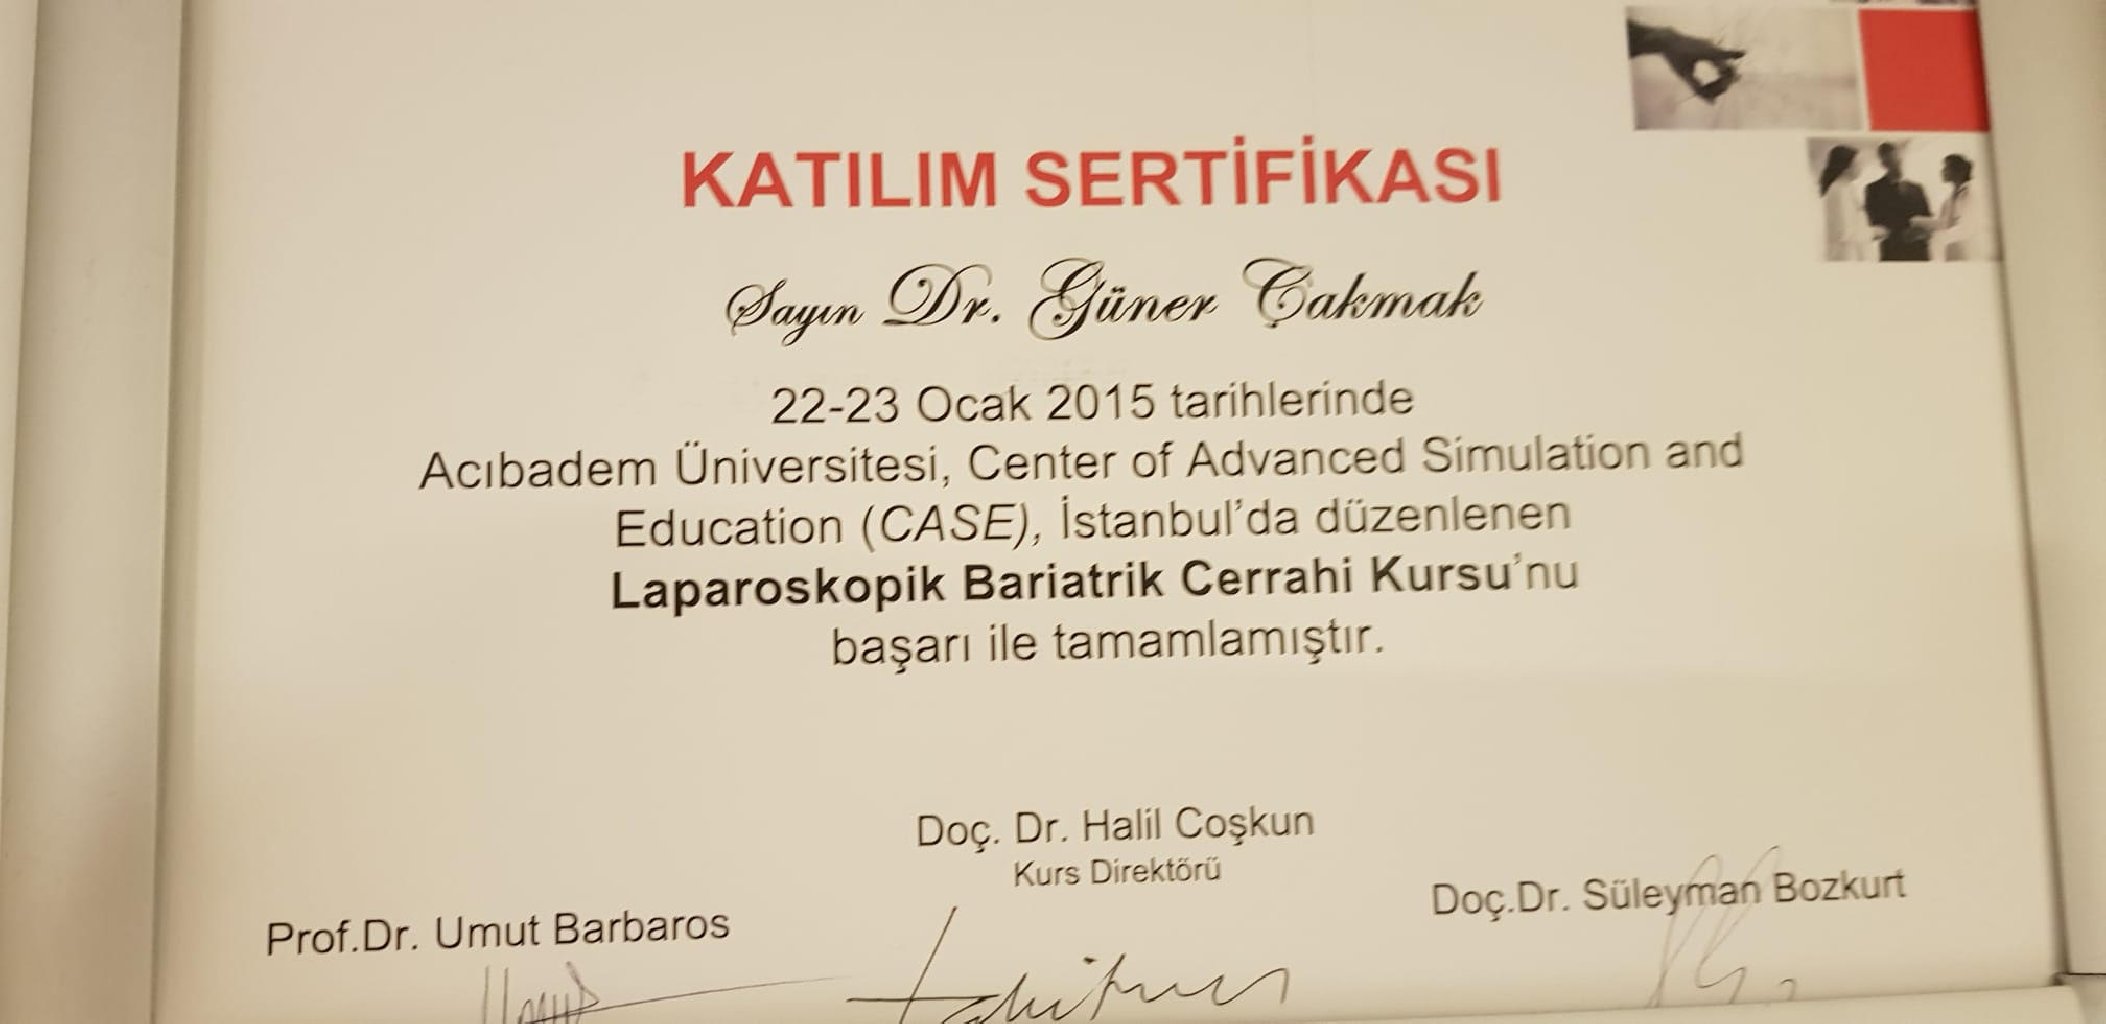 KATILIM SERTİFİKASI
Sayın Dr. Güner Çakmak
22-23 Ocak 2015 tarihlerinde
Acıbadem Üniversitesi, Center of Advanced Simulation and
Education (CASE), İstanbul'da düzenlenen
Laparoskopik Bariatrik Cerrahi Kursu'nu
başarı ile tamamlamıştır.
Doç. Dr. Halil Coşkun
Kurs Direktörü
Doç.Dr. Süleyman Bozkurt
Prof.Dr. Umut Barbaros